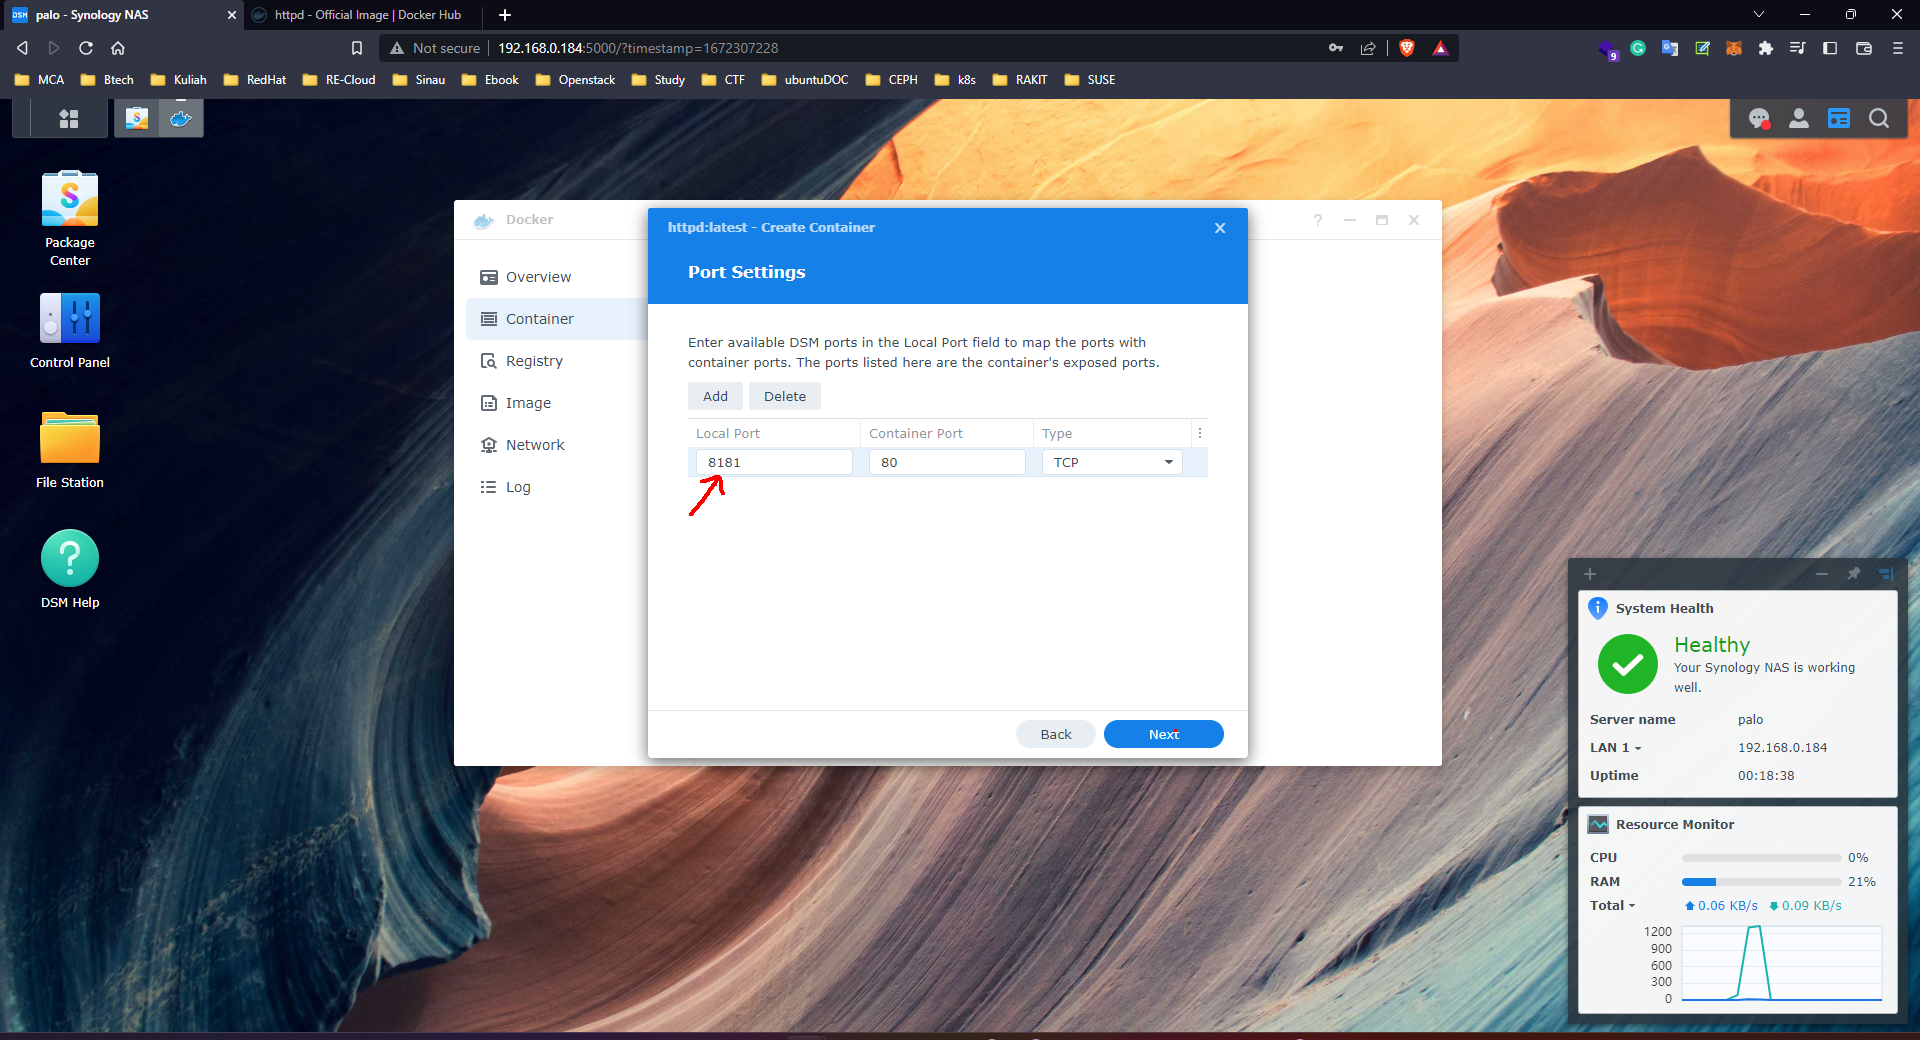 palo - Synology NAS
httpd - Official Image | Docker Hub
Not secure
192.168.0.184:5000/?timestamp=1672307228
9
MCA
Btech
Kuliah
RedHat
RE-Cloud
Sinau
Ebook
Openstack
Study
CTF
ubuntuDOC
CEPH
k8s
RAKIT
SUSE
Package
Center
Control Panel
File Station
DSM Help
Docker
Overview
Container
Registry
Image
Network
Log
httpd:latest - Create Container
Port Settings
Enter available DSM ports in the Local Port field to map the ports with
container ports. The ports listed here are the container's exposed ports.
Add
Delete
Local Port
Container Port
Type
8181
80
TCP
Back
Next
System Health
Healthy
Your Synology NAS is working
well.
Server name palo
LAN 1 192.168.0.184
Uptime 00:18:38
Resource Monitor
CPU 0%
RAM 21%
Total 0.06 KB/s 0.09 KB/s
1200
900
600
300
0